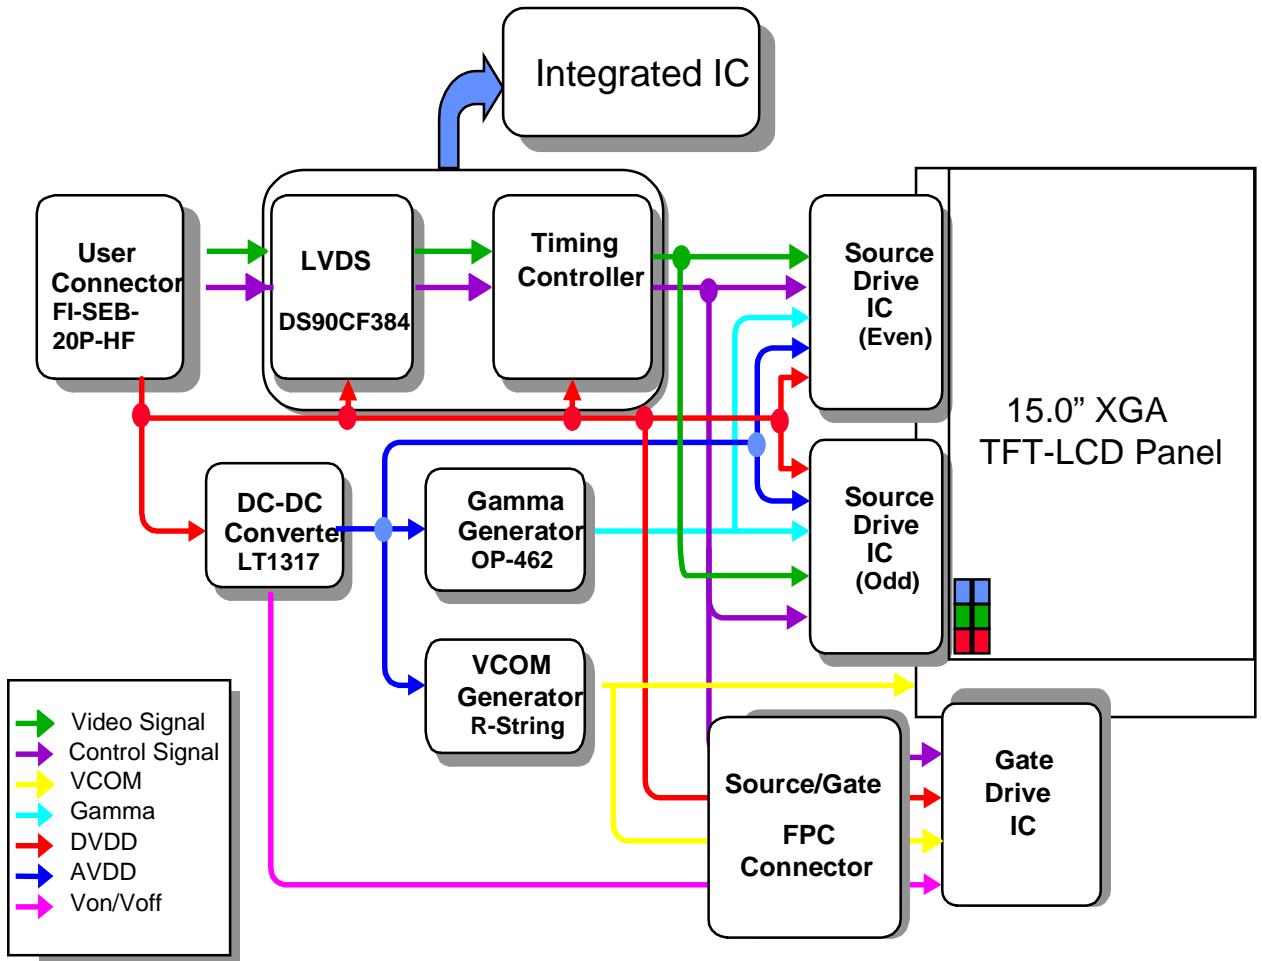 Integrated IC
User
Connector
FI-SEB-
20P-HF
LVDS
DS90CF384
Timing
Controller
Source
Drive
IC
(Even)
15.0” XGA
TFT-LCD Panel
DC-DC
Converter
LT1317
Gamma
Generator
OP-462
Source
Drive
IC
(Odd)
VCOM
Generator
R-String
Video Signal
Control Signal
VCOM
Gamma
DVDD
AVDD
Von/Voff
Source/Gate
FPC
Connector
Gate
Drive
IC